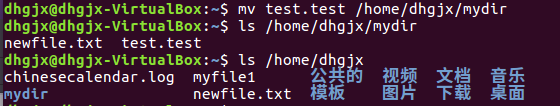 dhgjx@dhgjx-VirtualBox:~$ mv test.test /home/dhgjx/mydir
dhgjx@dhgjx-VirtualBox:~$ ls /home/dhgjx/mydir
newfile.txt  test.test
dhgjx@dhgjx-VirtualBox:~$ ls /home/dhgjx
chinesecalendar.log  myfile1      公共的  视频  文档  音乐
mydir                newfile.txt  模板    图片  下载  桌面